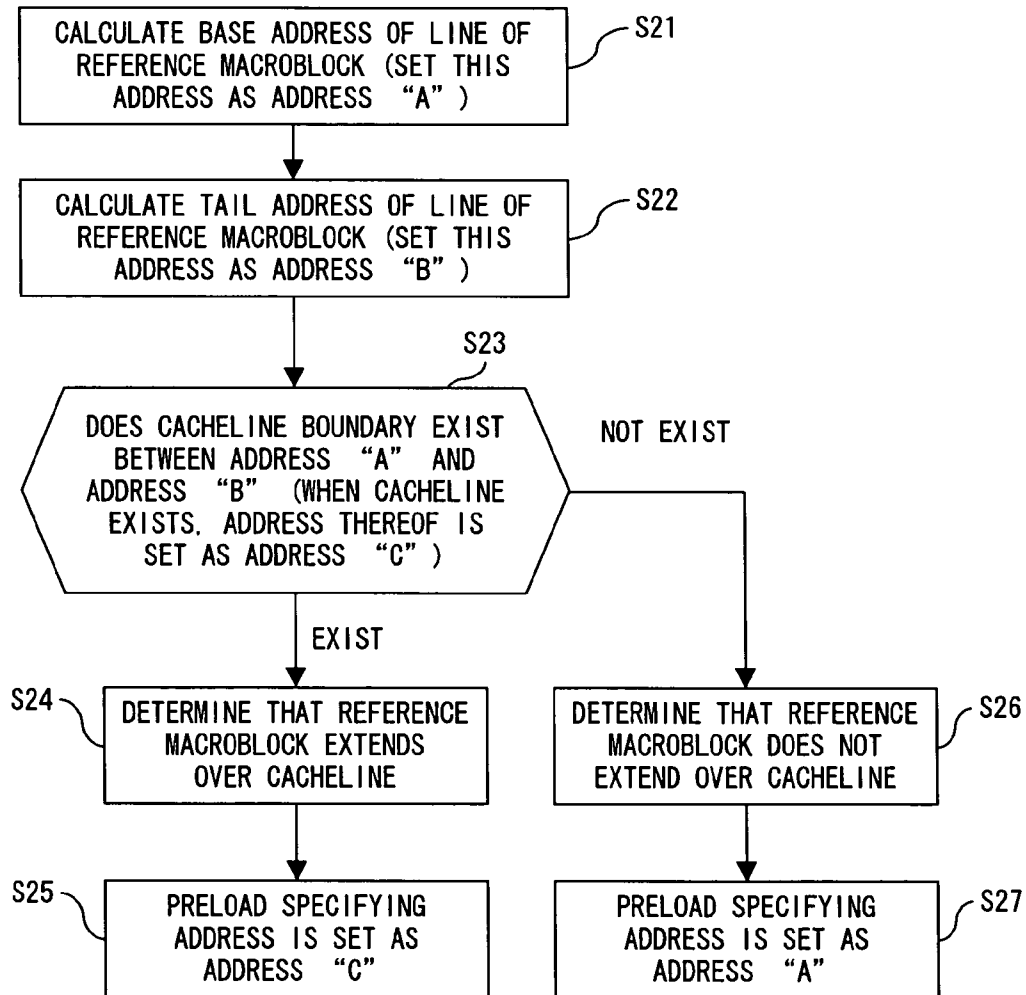 CALCULATE BASE ADDRESS OF LINE OF
REFERENCE MACROBLOCK (SET THIS
ADDRESS AS ADDRESS “A” )
S21
CALCULATE TAIL ADDRESS OF LINE OF
REFERENCE MACROBLOCK (SET THIS
ADDRESS AS ADDRESS “B” )
S22
S23
DOES CACHELINE BOUNDARY EXIST
BETWEEN ADDRESS “A” AND
ADDRESS “B” (WHEN CACHELINE
EXISTS, ADDRESS THEREOF IS
SET AS ADDRESS “C” )
NOT EXIST
EXIST
S24
DETERMINE THAT REFERENCE
MACROBLOCK EXTENDS
OVER CACHELINE
DETERMINE THAT REFERENCE
MACROBLOCK DOES NOT
EXTEND OVER CACHELINE
S26
S25
PRELOAD SPECIFYING
ADDRESS IS SET AS
ADDRESS “C”
PRELOAD SPECIFYING
ADDRESS IS SET AS
ADDRESS “A”
S27